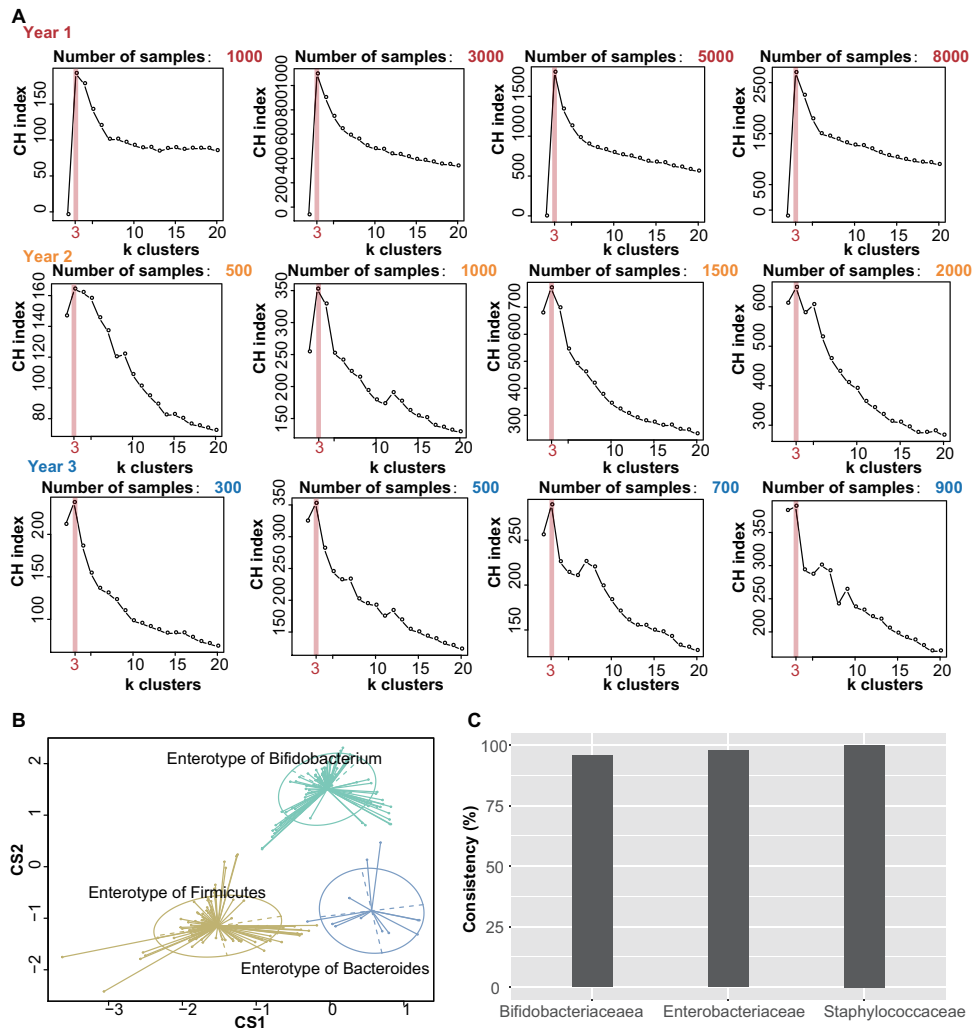 A
Year 1
Number of samples: 1000
CH index
0 50 100 150
3 10 15 20
k clusters
Number of samples: 3000
CH index
0 200 400 600 800 1000
3 10 15 20
k clusters
Number of samples: 5000
CH index
0 500 1000 1500
3 10 15 20
k clusters
Number of samples: 8000
CH index
0 500 1500 2500
3 10 15 20
k clusters
Year 2
Number of samples: 500
CH index
80 100 120 140 160
3 10 15 20
k clusters
Number of samples: 1000
CH index
150 200 250 300 350
3 10 15 20
k clusters
Number of samples: 1500
CH index
300 400 500 600 700
3 10 15 20
k clusters
Number of samples: 2000
CH index
300 400 500 600
3 10 15 20
k clusters
Year 3
Number of samples: 300
CH index
100 150 200
3 10 15 20
k clusters
Number of samples: 500
CH index
150 200 250 300 350
3 10 15 20
k clusters
Number of samples: 700
CH index
150 200 250
3 10 15 20
k clusters
Number of samples: 900
CH index
200 250 300 350
3 10 15 20
k clusters
B
Enterotype of Bifidobacterium
Enterotype of Firmicutes
Enterotype of Bacteroides
CS2
−2 −1 0 1 2
−3 −2 −1 0 1
CS1
C
Consistency (%)
100
75
50
25
0
Bifidobacteriaceaea Enterobacteriaceae Staphylococcaceae